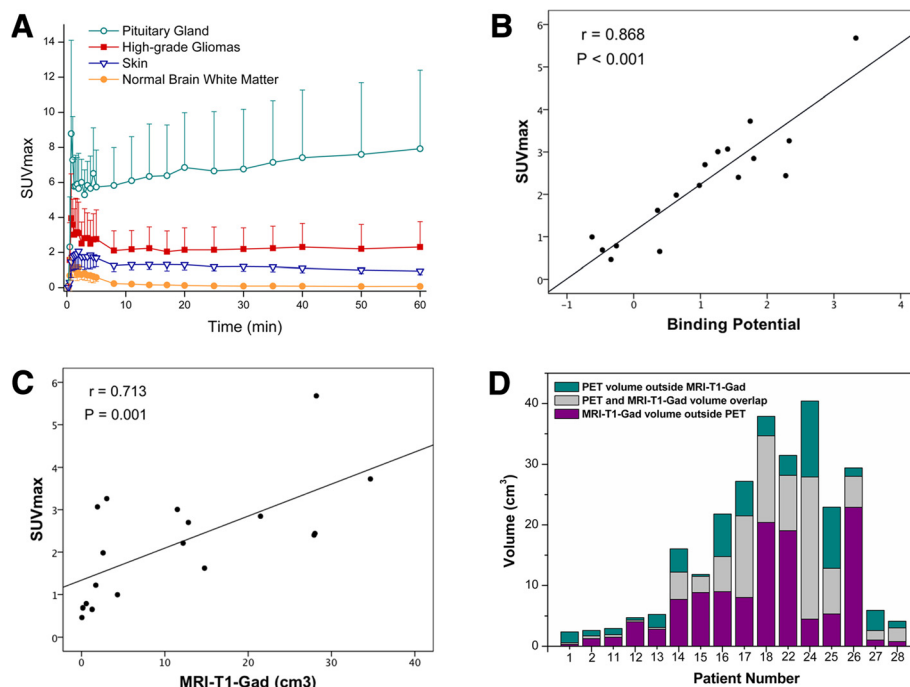 A
Pituitary Gland
High-grade Gliomas
Skin
Normal Brain White Matter
14
12
10
8
6
4
2
0
SUVmax
0 10 20 30 40 50 60
Time (min)
B
r = 0.868
P < 0.001
6
5
4
3
2
1
0
SUVmax
−1 0 1 2 3 4
Binding Potential
C
r = 0.713
P = 0.001
6
5
4
3
2
1
0
SUVmax
0 10 20 30 40
MRI-T1-Gad (cm3)
D
PET volume outside MRI-T1-Gad
PET and MRI-T1-Gad volume overlap
MRI-T1-Gad volume outside PET
40
30
20
10
0
Volume (cm³)
1 2 11 12 13 14 15 16 17 18 22 24 25 26 27 28
Patient Number